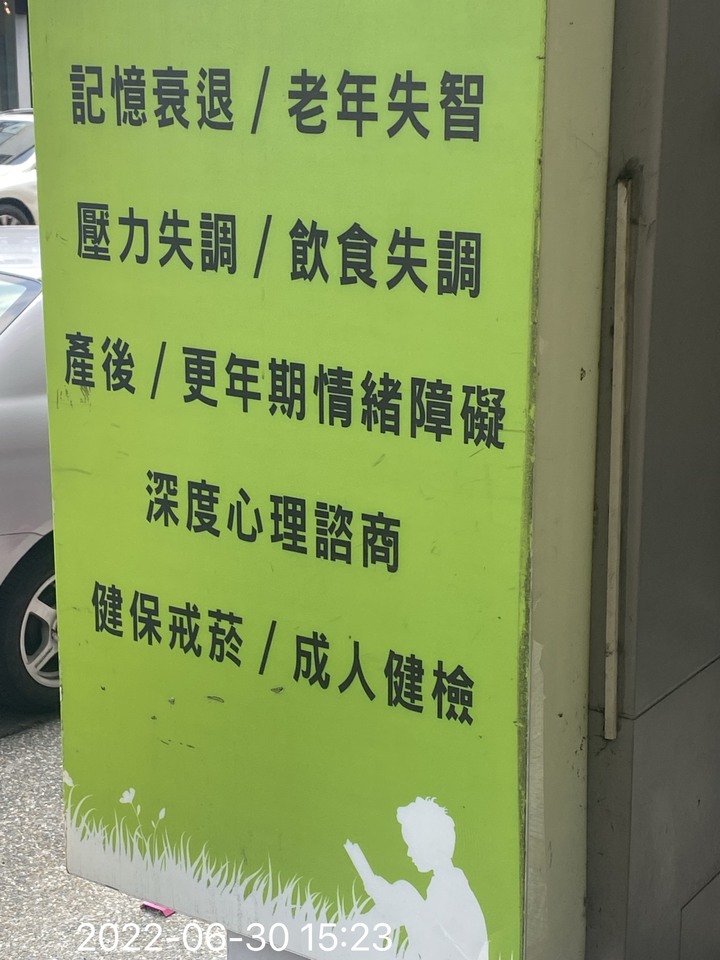 記憶衰退 / 老年失智
壓力失調 / 飲食失調
產後 / 更年期情緒障礙
深度心理諮商
健保戒菸 / 成人健檢
2022-06-30 15:23